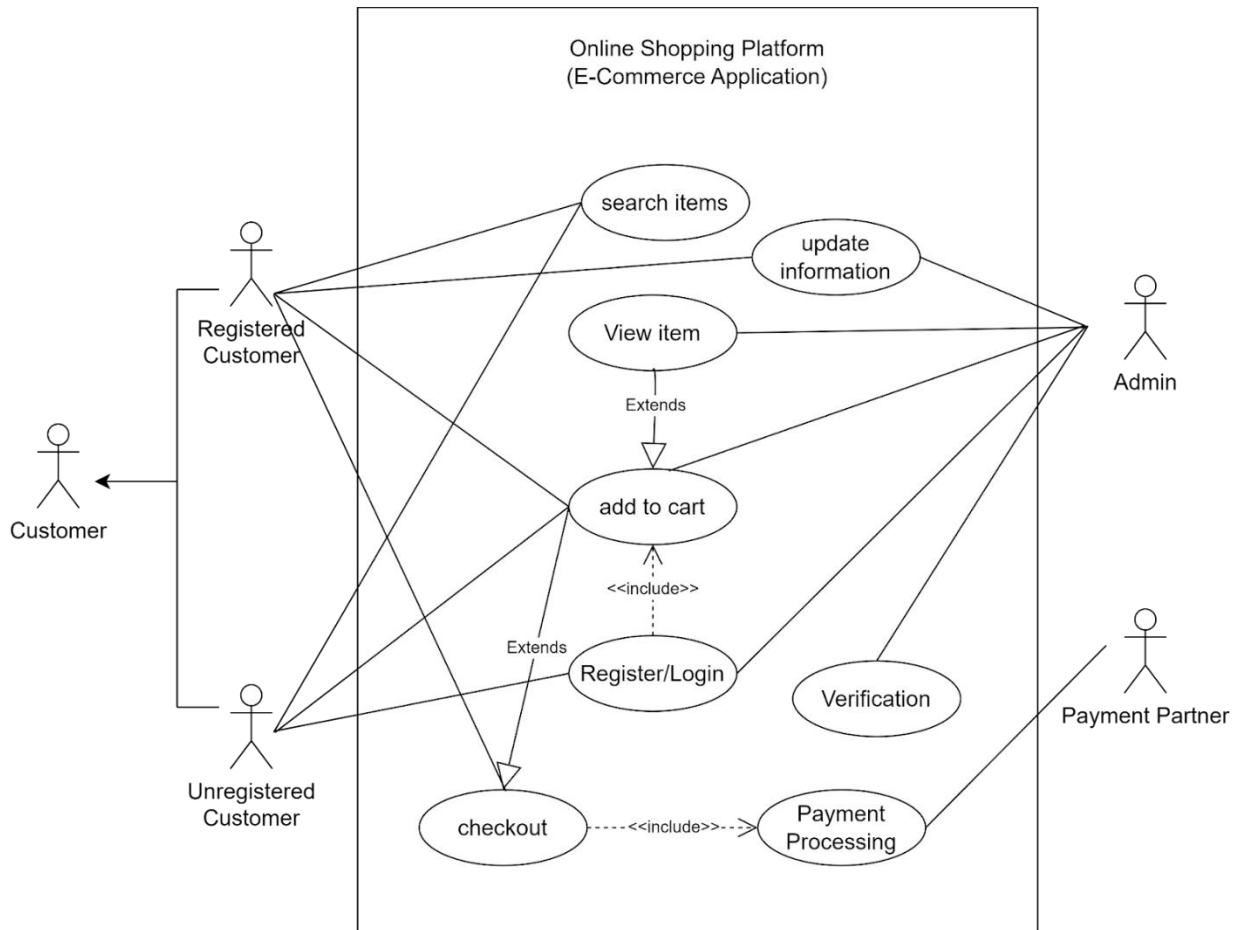 Online Shopping Platform
(E-Commerce Application)
search items
update
information
Registered
Customer
View item
Admin
Extends
Customer
add to cart
<<include>>
Extends
Register/Login
Verification
Payment Partner
Unregistered
Customer
checkout
<<include>>
Payment
Processing